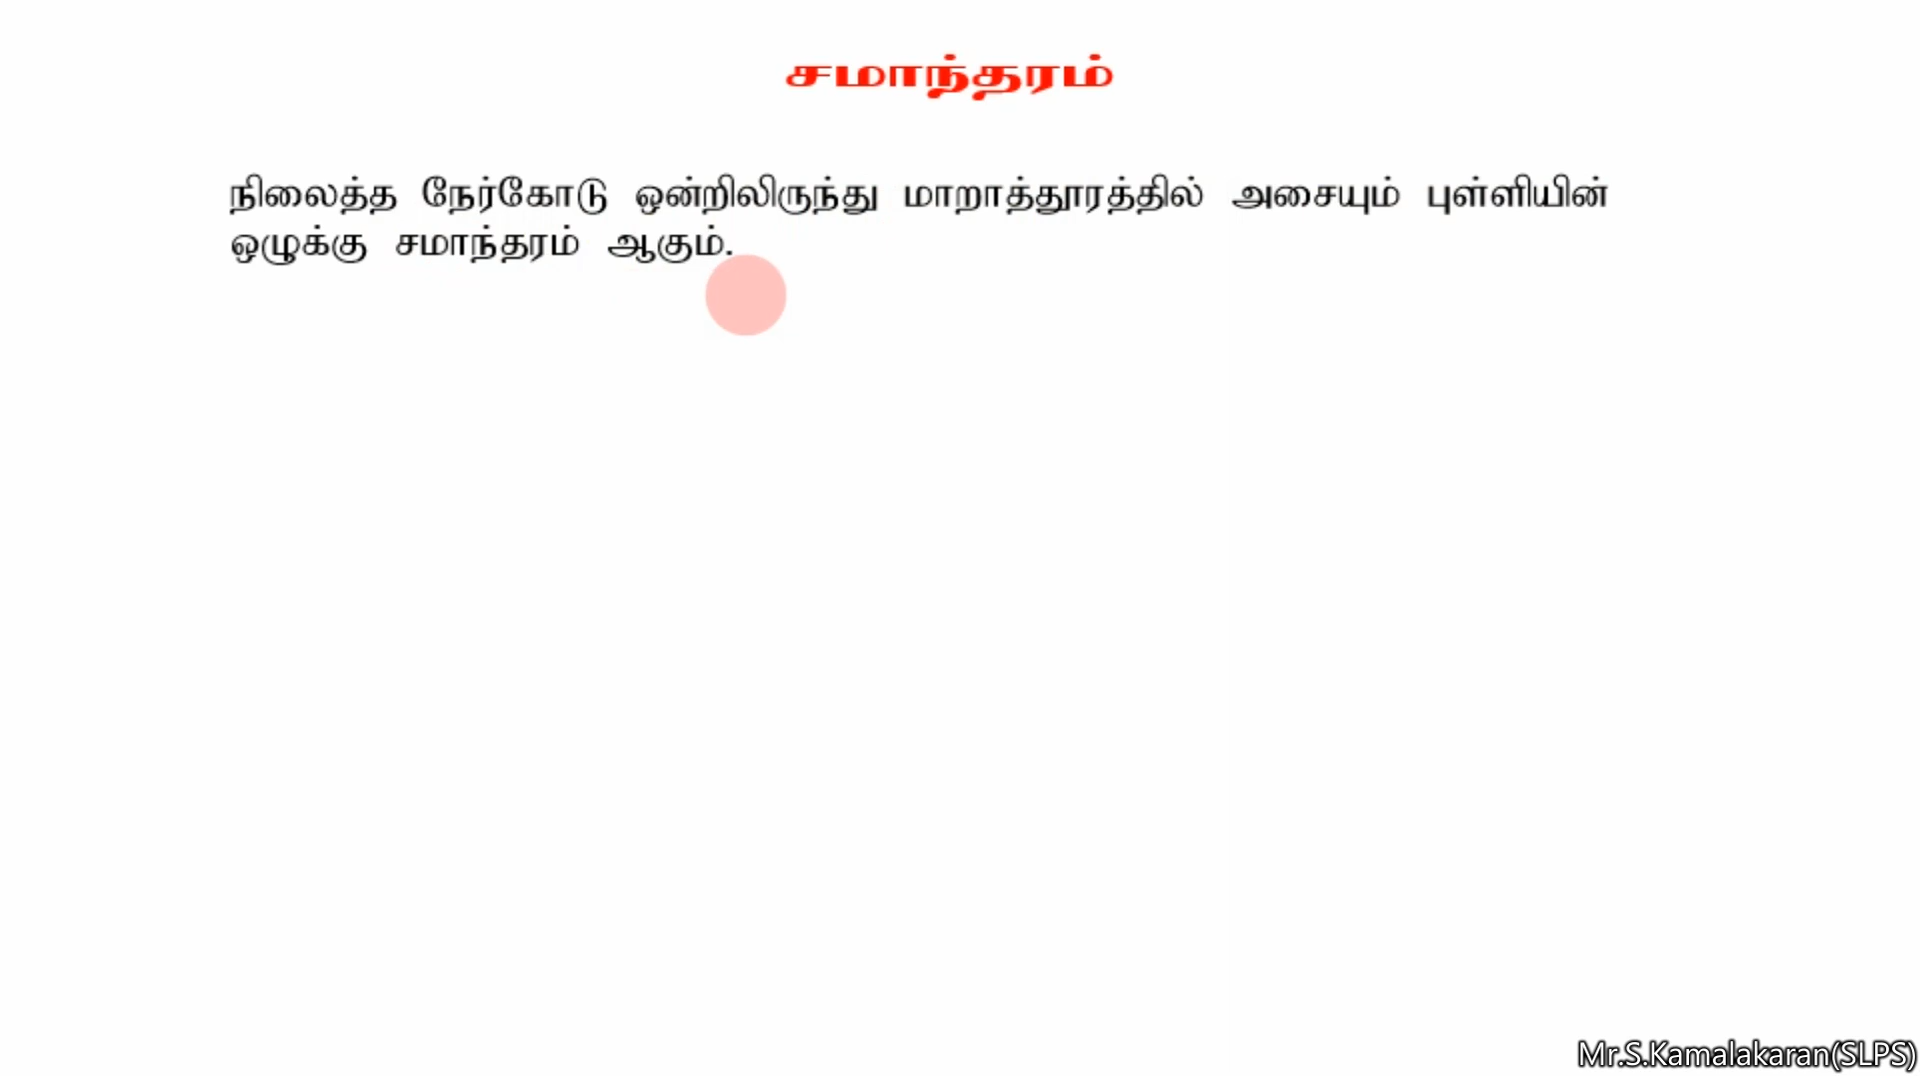 சமாந்தரம்
நிலைத்த நேர்கோடு ஒன்றிலிருந்து மாறாத்தூரத்தில் அசையும் புள்ளியின்
ஒழுக்கு சமாந்தரம் ஆகும்.
Mr.S.Kamalakaran(SLPS)